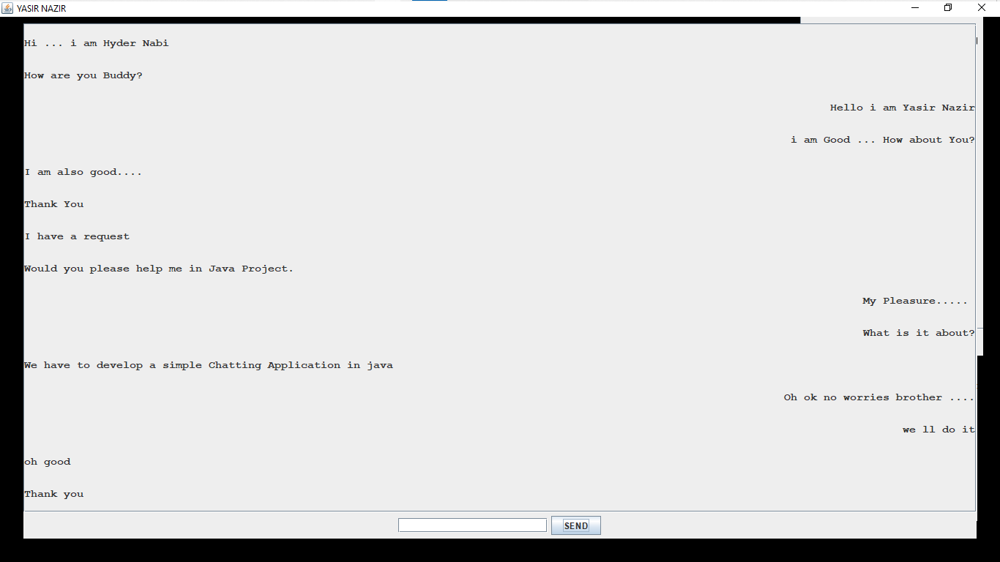 YASIR NAZIR
Hi ... i am Hyder Nabi
How are you Buddy?
Hello i am Yasir Nazir
i am Good ... How about You?
I am also good....
Thank You
I have a request
Would you please help me in Java Project.
My Pleasure.....
What is it about?
We have to develop a simple Chatting Application in java
Oh ok no worries brother ....
we ll do it
oh good
Thank you
SEND